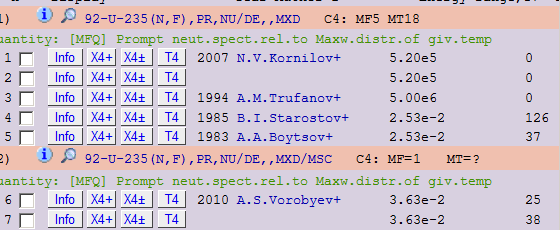 1) 92-U-235(N,F),PR,NU/DE,,MXD C4: MF5 MT18
uantity: [MFQ] Prompt neut.spect.rel.to Maxw.distr.of giv.temp
1 Info X4+ X4± T4 2007 N.V.Kornilov+ 5.20e5 0
2 Info X4+ X4± T4 5.20e5 0
3 Info X4+ X4± T4 1994 A.M.Trufanov+ 5.00e6 0
4 Info X4+ X4± T4 1985 B.I.Starostov+ 2.53e-2 126
5 Info X4+ X4± T4 1983 A.A.Boytsov+ 2.53e-2 37
2) 92-U-235(N,F),PR,NU/DE,,MXD/MSC C4: MF=1 MT=?
uantity: [MFQ] Prompt neut.spect.rel.to Maxw.distr.of giv.temp
6 Info X4+ X4± T4 2010 A.S.Vorobyev+ 3.63e-2 25
7 Info X4+ X4± T4 3.63e-2 38